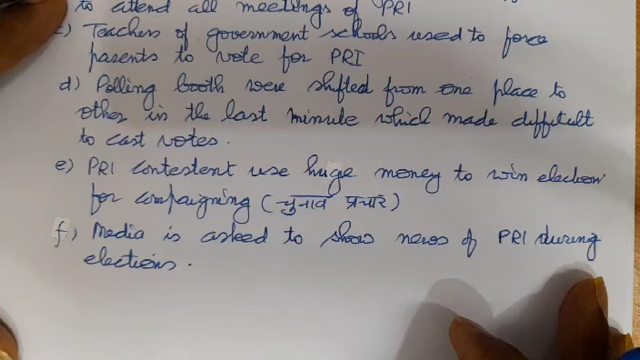 to attend all meetings of PRI
c) Teachers of government schools used to force
parents to vote for PRI
d) Polling booth were shifted from one place to
other in the last minute which made diffitult
to cast votes.
e) PRI contestent use huge money to win election
for compaigning (चुनाव प्रचार)
f) Media is asked to show news of PRI during
elections.